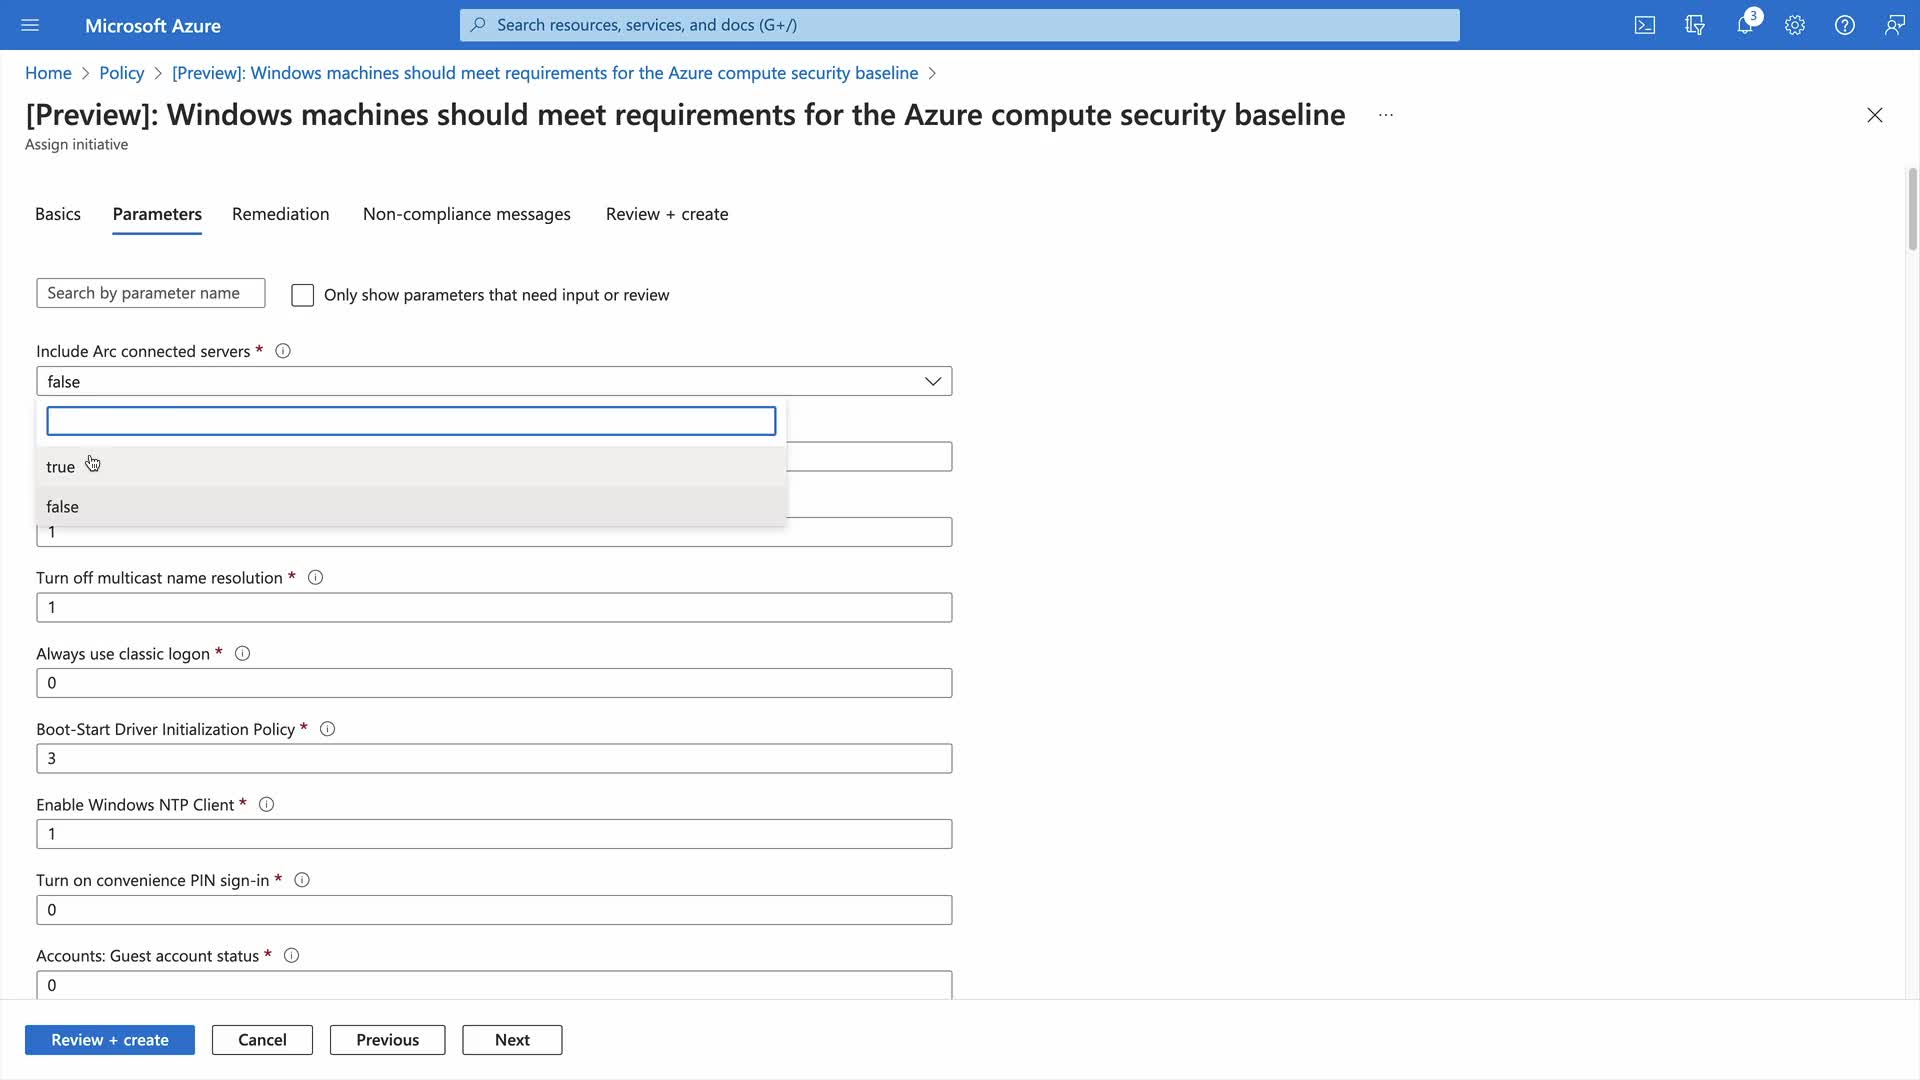 Microsoft Azure
Search resources, services, and docs (G+/)
3
Home > Policy > [Preview]: Windows machines should meet requirements for the Azure compute security baseline >
[Preview]: Windows machines should meet requirements for the Azure compute security baseline ...
Assign initiative
Basics Parameters Remediation Non-compliance messages Review + create
Search by parameter name
Only show parameters that need input or review
Include Arc connected servers *
false
true
false
1
Turn off multicast name resolution *
1
Always use classic logon *
0
Boot-Start Driver Initialization Policy *
3
Enable Windows NTP Client *
1
Turn on convenience PIN sign-in *
0
Accounts: Guest account status *
0
Review + create Cancel Previous Next